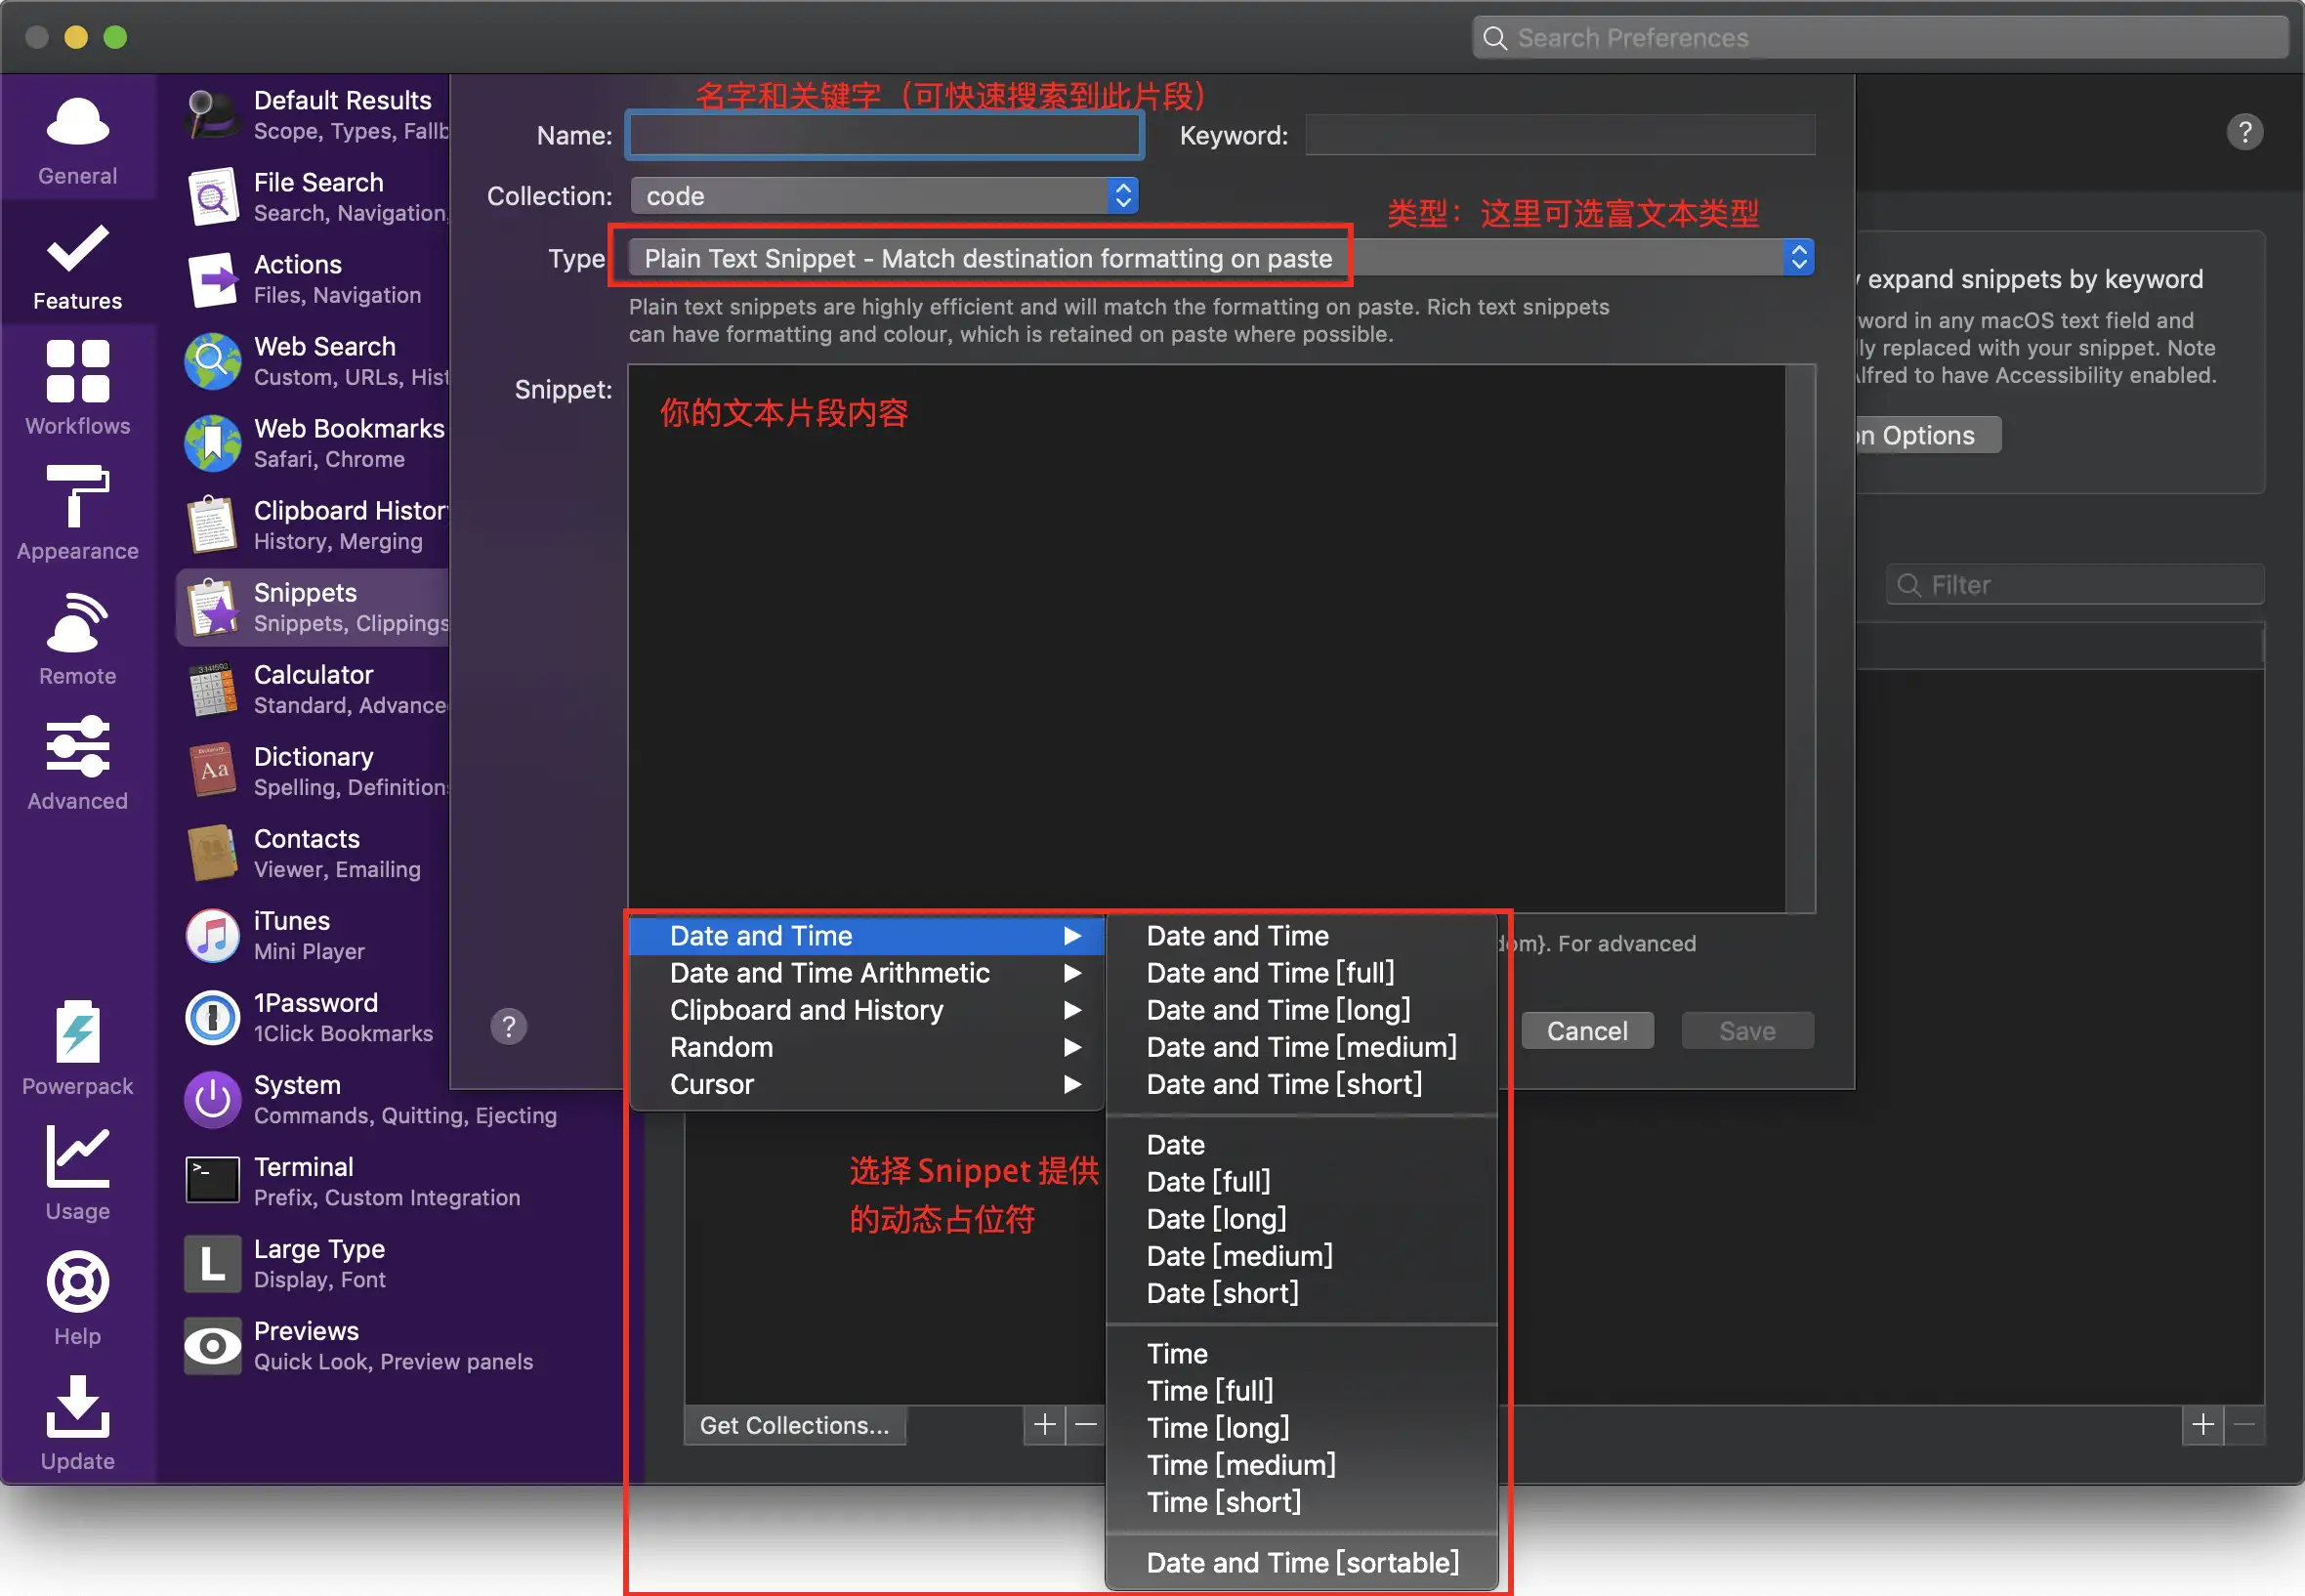 Search Preferences
General
Features
Workflows
Appearance
Remote
Advanced
Powerpack
Usage
Help
Update
Default Results
Scope, Types, Fallb
File Search
Search, Navigation,
Actions
Files, Navigation
Web Search
Custom, URLs, Hist
Web Bookmarks
Safari, Chrome
Clipboard Histor
History, Merging
Snippets
Snippets, Clippings
Calculator
Standard, Advance
3.141593
Dictionary
Spelling, Definition
Dictionary
Aa
Contacts
Viewer, Emailing
iTunes
Mini Player
1Password
1Click Bookmarks
System
Commands, Quitting, Ejecting
Terminal
Prefix, Custom Integration
>_
Large Type
Display, Font
L
Previews
Quick Look, Preview panels
名字和关键字（可快速搜索到此片段）
Name:
Keyword:
Collection: code
类型：这里可选富文本类型
Type Plain Text Snippet - Match destination formatting on paste
Plain text snippets are highly efficient and will match the formatting on paste. Rich text snippets
can have formatting and colour, which is retained on paste where possible.
Snippet:
你的文本片段内容
?
y expand snippets by keyword
word in any macOS text field and
lly replaced with your snippet. Note
Alfred to have Accessibility enabled.
on Options
Filter
Date and Time
Date and Time Arithmetic
Clipboard and History
Random
Cursor
Date and Time
Date and Time [full]
Date and Time [long]
Date and Time [medium]
Date and Time [short]
Date
Date [full]
Date [long]
Date [medium]
Date [short]
Time
Time [full]
Time [long]
Time [medium]
Time [short]
Date and Time [sortable]
dom}. For advanced
?
Cancel
Save
选择 Snippet 提供
的动态占位符
Get Collections...
+ −
+ −